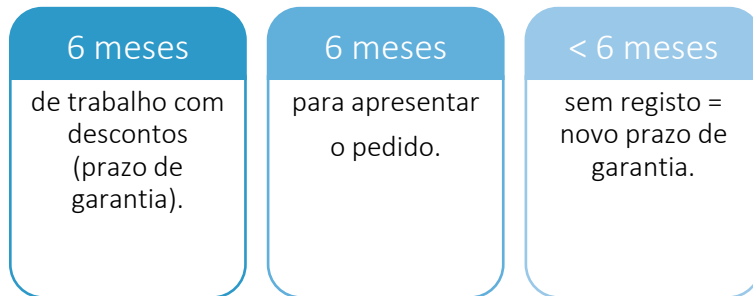 6 meses
de trabalho com
descontos
(prazo de
garantia).
6 meses
para apresentar
o pedido.
< 6 meses
sem registo =
novo prazo de
garantia.